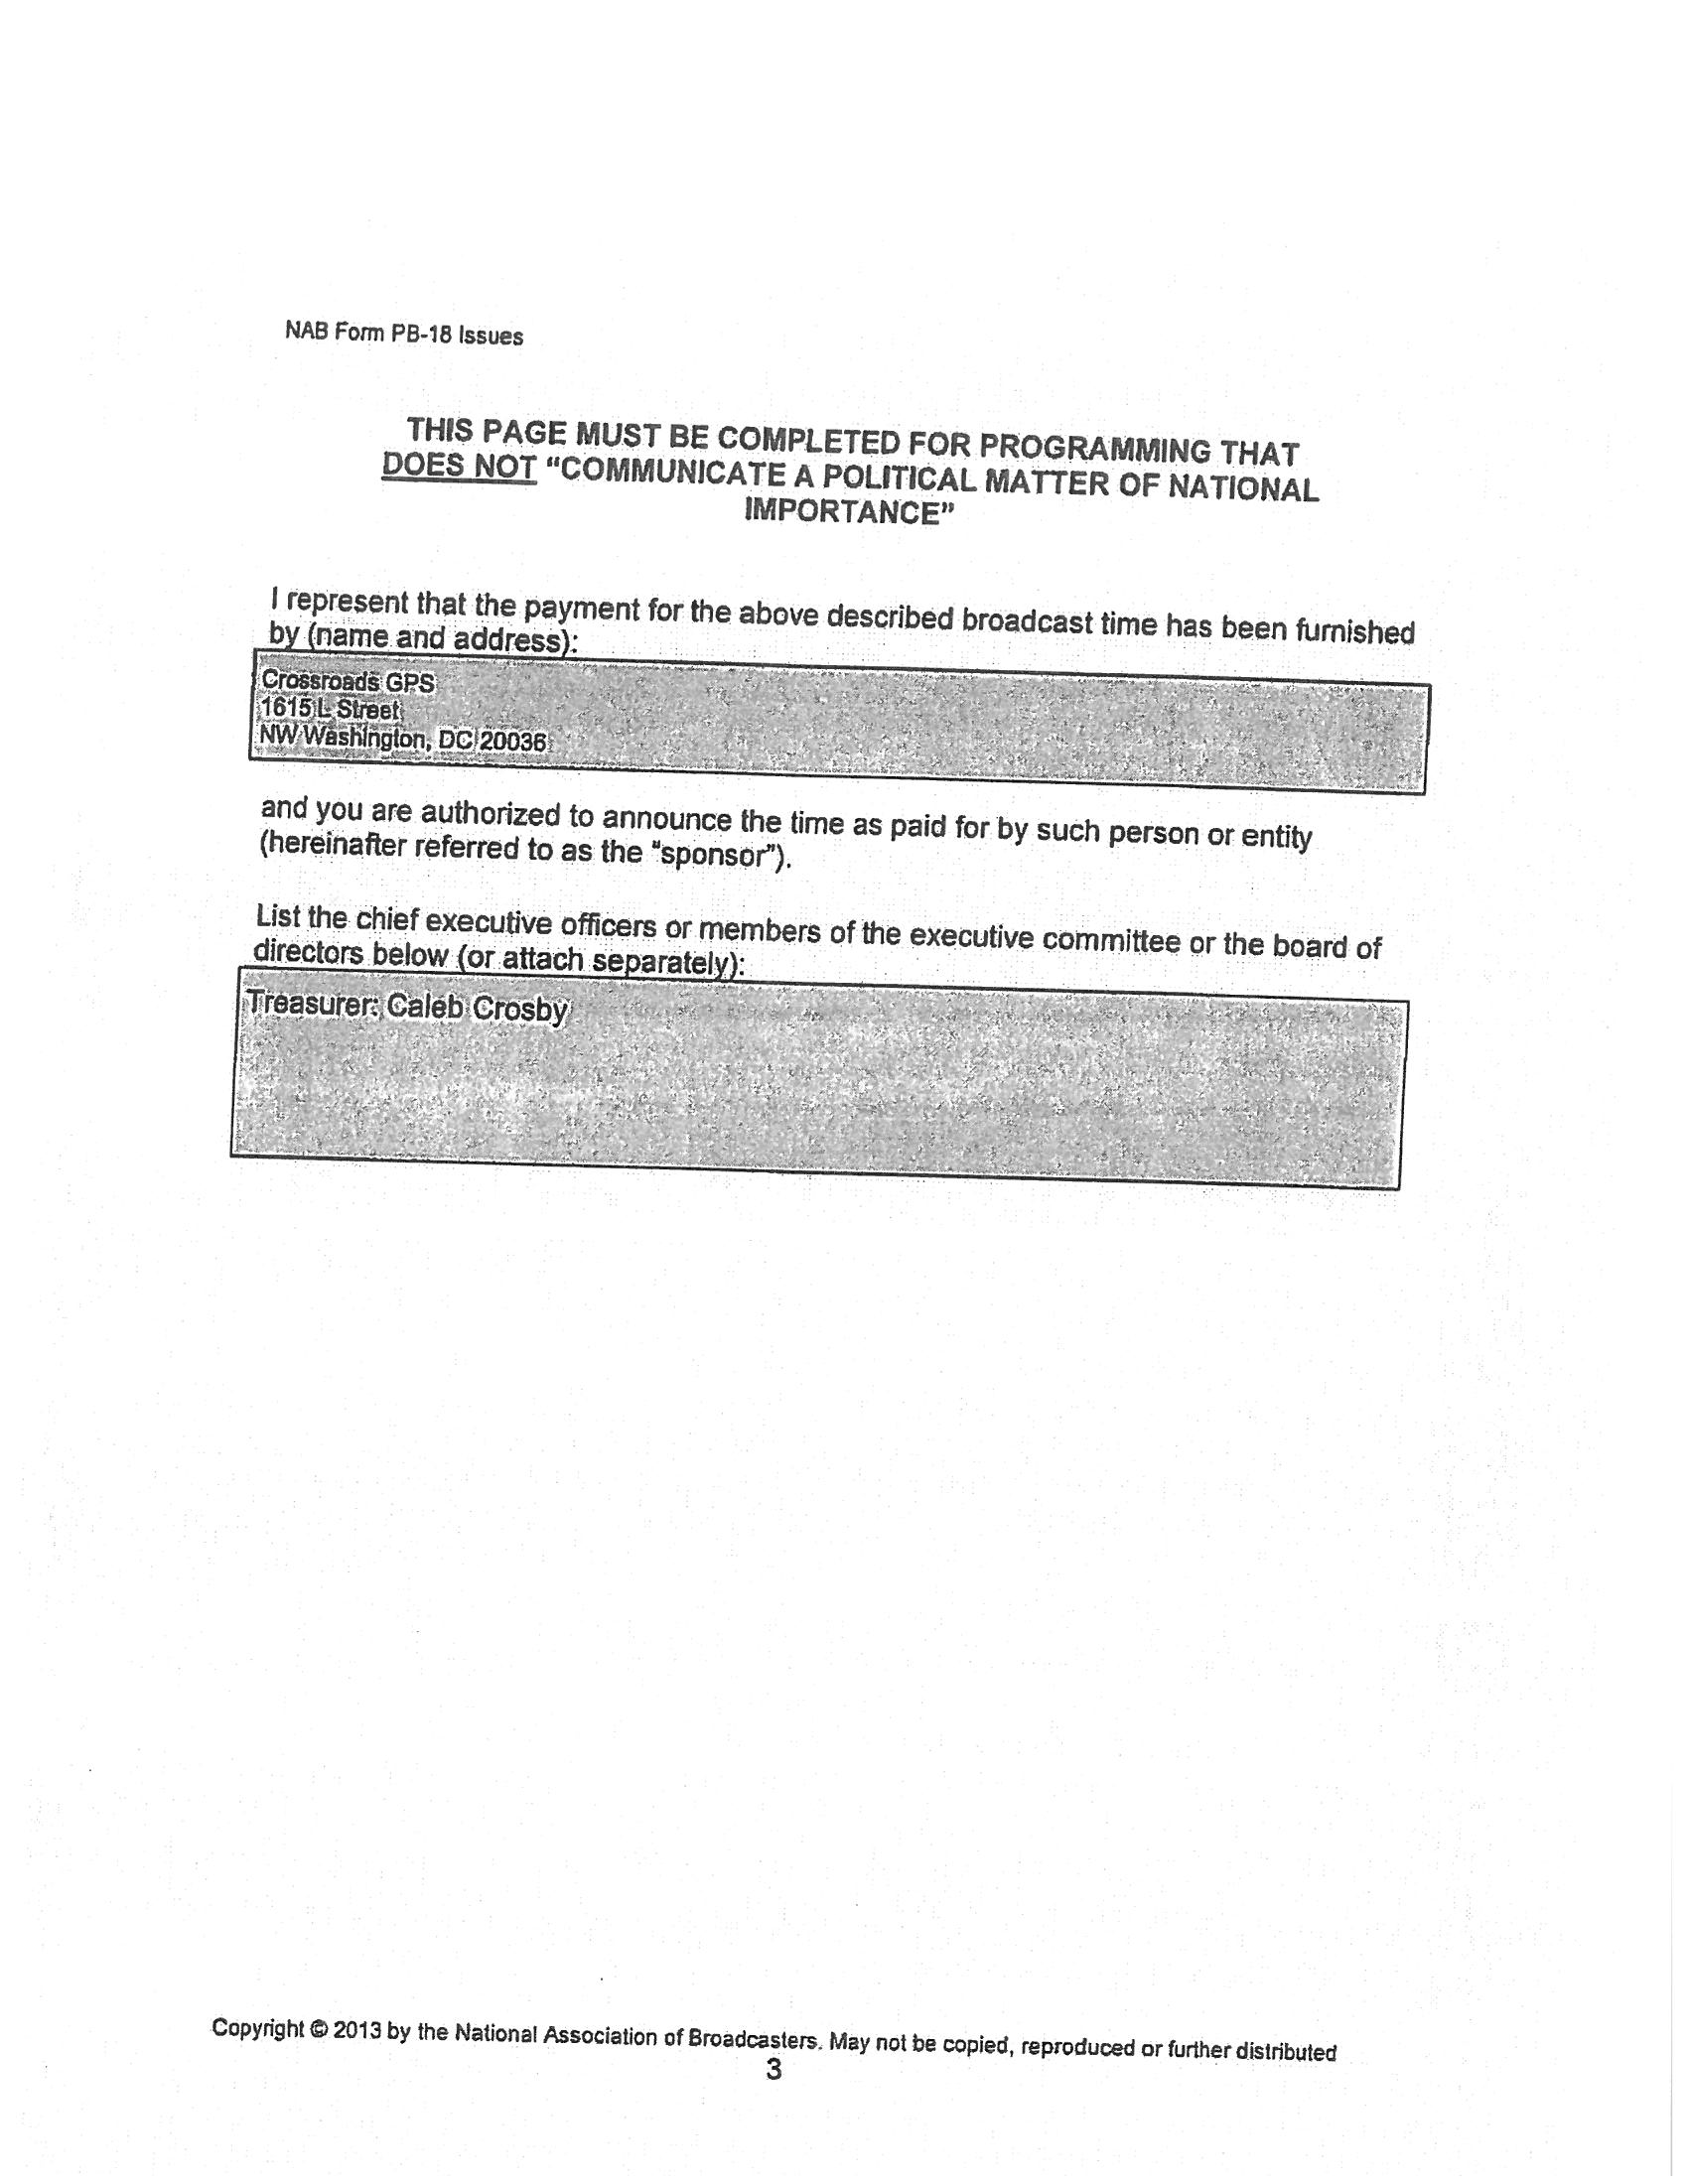 NAB Form PB-18 Issues
THIS PAGE MUST BE COMPLETED FOR PROGRAMMING THAT
DOES NOT “COMMUNICATE A POLITICAL MATTER OF NATIONAL
IMPORTANCE”
I represent that the payment for the above described broadcast time has been furnished
by (name and address):
Crossroads GPS
1615 L Street
NW Washington, DC 20036
and you are authorized to announce the time as paid for by such person or entity
(hereinafter referred to as the “sponsor”).
List the chief executive officers or members of the executive committee or the board of
directors below (or attach separately):
Treasurer: Caleb Crosby
Copyright © 2013 by the National Association of Broadcasters. May not be copied, reproduced or further distributed
3